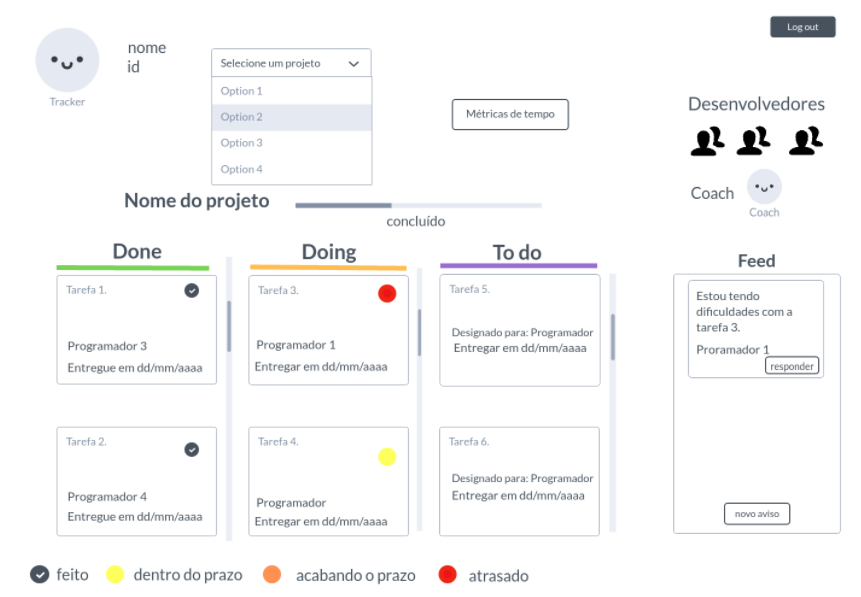 Log out
nome
id
Tracker
Selecione um projeto
Option 1
Option 2
Option 3
Option 4
Métricas de tempo
Desenvolvedores
Coach
Coach
Nome do projeto
concluído
Done
Doing
To do
Feed
Tarefa 1.
Programador 3
Entregue em dd/mm/aaaa
Tarefa 3.
Programador 1
Entregar em dd/mm/aaaa
Tarefa 5.
Designado para: Programador
Entregar em dd/mm/aaaa
Estou tendo
dificuldades com a
tarefa 3.
Proramador 1
responder
Tarefa 2.
Programador 4
Entregue em dd/mm/aaaa
Tarefa 4.
Programador
Entregar em dd/mm/aaaa
Tarefa 6.
Designado para: Programador
Entregar em dd/mm/aaaa
novo aviso
feito
dentro do prazo
acabando o prazo
atrasado